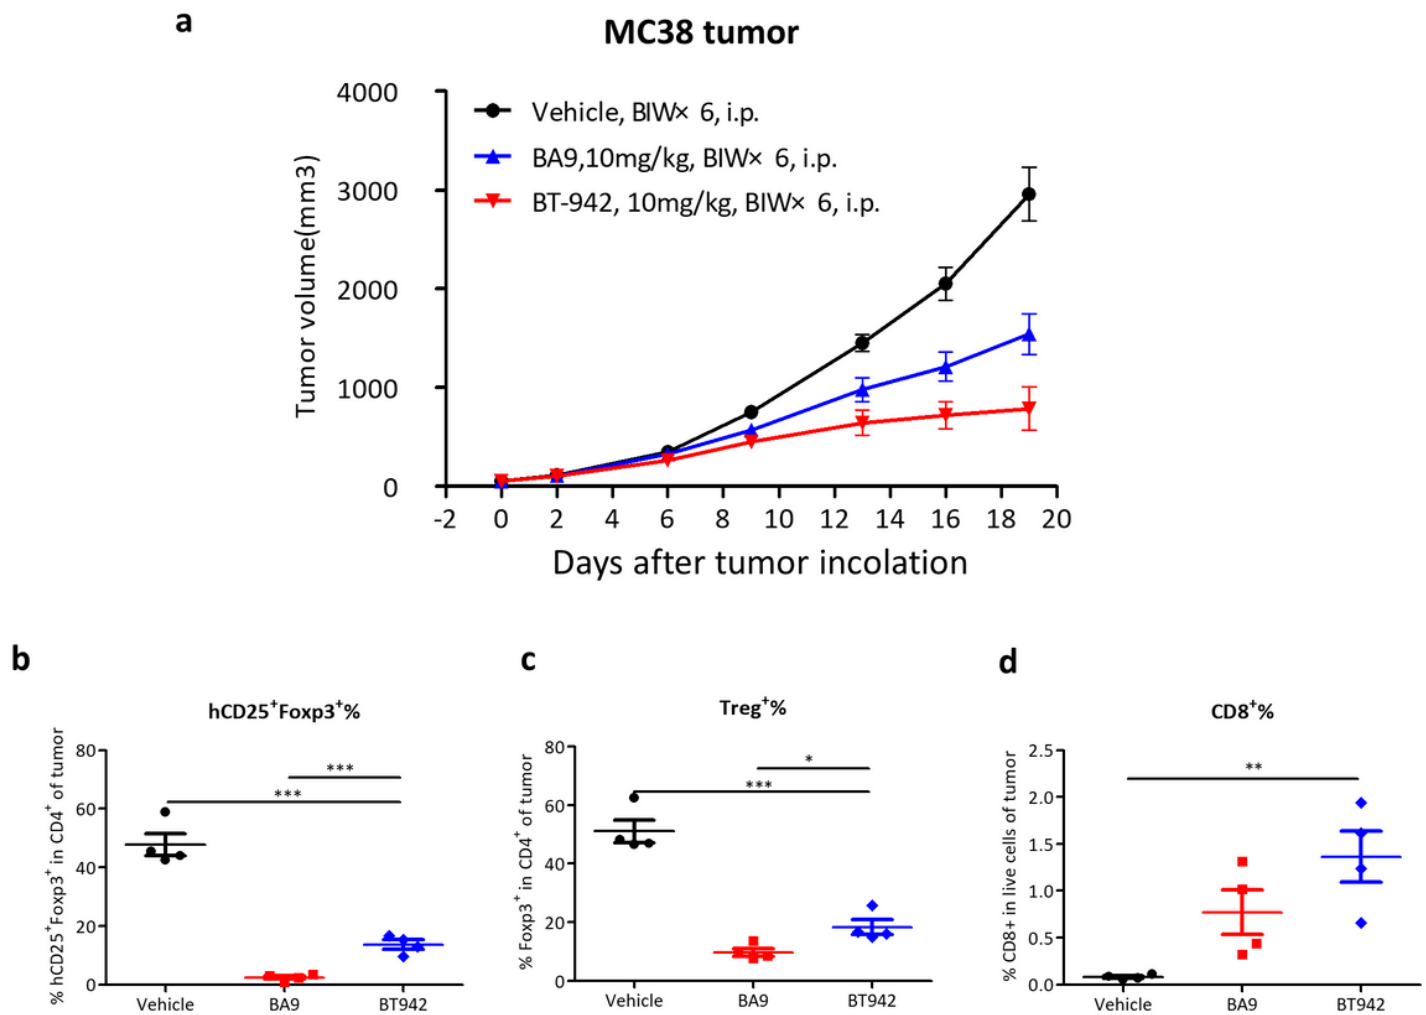 a
MC38 tumor
4000
3000
2000
1000
0
Tumor volume(mm3)
Vehicle, BIW× 6, i.p.
BA9,10mg/kg, BIW× 6, i.p.
BT-942, 10mg/kg, BIW× 6, i.p.
-2 0 2 4 6 8 10 12 14 16 18 20
Days after tumor incolation
b
hCD25⁺Foxp3⁺%
% hCD25⁺Foxp3⁺ in CD4⁺ of tumor
80
60
40
20
0
***
***
Vehicle BA9 BT942
c
Treg⁺%
% Foxp3⁺ in CD4⁺ of tumor
80
60
40
20
0
*
***
Vehicle BA9 BT942
d
CD8⁺%
% CD8+ in live cells of tumor
2.5
2.0
1.5
1.0
0.5
0.0
**
Vehicle BA9 BT942